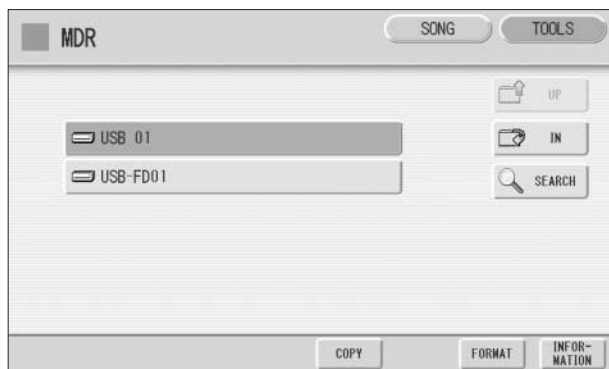 MDR
SONG
TOOLS
UP
USB 01
IN
USB-FD01
SEARCH
COPY
FORMAT
INFOR-
MATION